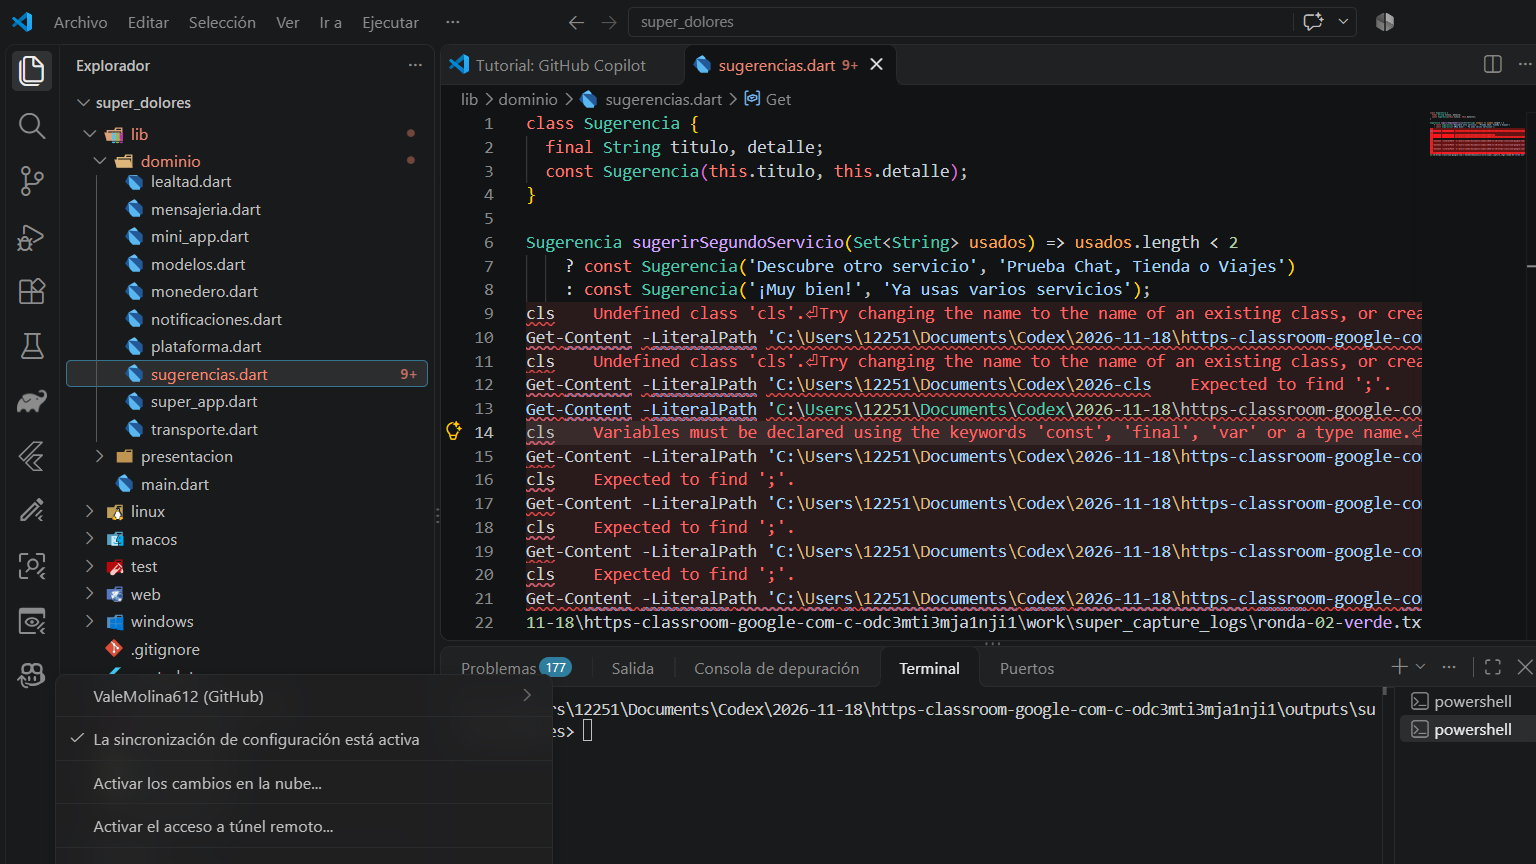 Archivo Editar Selección Ver Ir a Ejecutar ···
super_dolores
Explorador
super_dolores
lib
dominio
lealtad.dart
mensajeria.dart
mini_app.dart
modelos.dart
monedero.dart
notificaciones.dart
plataforma.dart
sugerencias.dart 9+
super_app.dart
transporte.dart
presentacion
main.dart
linux
macos
test
web
windows
.gitignore
ValeMolina612 (GitHub)
La sincronización de configuración está activa
Activar los cambios en la nube...
Activar el acceso a túnel remoto...
Tutorial: GitHub Copilot
sugerencias.dart 9+
lib > dominio > sugerencias.dart > Get
1 class Sugerencia {
2 final String titulo, detalle;
3 const Sugerencia(this.titulo, this.detalle);
4 }
5
6 Sugerencia sugerirSegundoServicio(Set<String> usados) => usados.length < 2
7 ? const Sugerencia('Descubre otro servicio', 'Prueba Chat, Tienda o Viajes')
8 : const Sugerencia('¡Muy bien!', 'Ya usas varios servicios');
9 cls Undefined class 'cls'.⏎Try changing the name to the name of an existing class, or crea
10 Get-Content -LiteralPath 'C:\Users\12251\Documents\Codex\2026-11-18\https-classroom-google-co
11 cls Undefined class 'cls'.⏎Try changing the name to the name of an existing class, or crea
12 Get-Content -LiteralPath 'C:\Users\12251\Documents\Codex\2026-cls Expected to find ';'.
13 Get-Content -LiteralPath 'C:\Users\12251\Documents\Codex\2026-11-18\https-classroom-google-co
14 cls Variables must be declared using the keywords 'const', 'final', 'var' or a type name.⏎
15 Get-Content -LiteralPath 'C:\Users\12251\Documents\Codex\2026-11-18\https-classroom-google-co
16 cls Expected to find ';'.
17 Get-Content -LiteralPath 'C:\Users\12251\Documents\Codex\2026-11-18\https-classroom-google-co
18 cls Expected to find ';'.
19 Get-Content -LiteralPath 'C:\Users\12251\Documents\Codex\2026-11-18\https-classroom-google-co
20 cls Expected to find ';'.
21 Get-Content -LiteralPath 'C:\Users\12251\Documents\Codex\2026-11-18\https-classroom-google-co
22 11-18\https-classroom-google-com-c-odc3mti3mja1nji1\work\super_capture_logs\ronda-02-verde.tx
Problemas 177 Salida Consola de depuración Terminal Puertos
rs\12251\Documents\Codex\2026-11-18\https-classroom-google-com-c-odc3mti3mja1nji1\outputs\su
es>
powershell
powershell